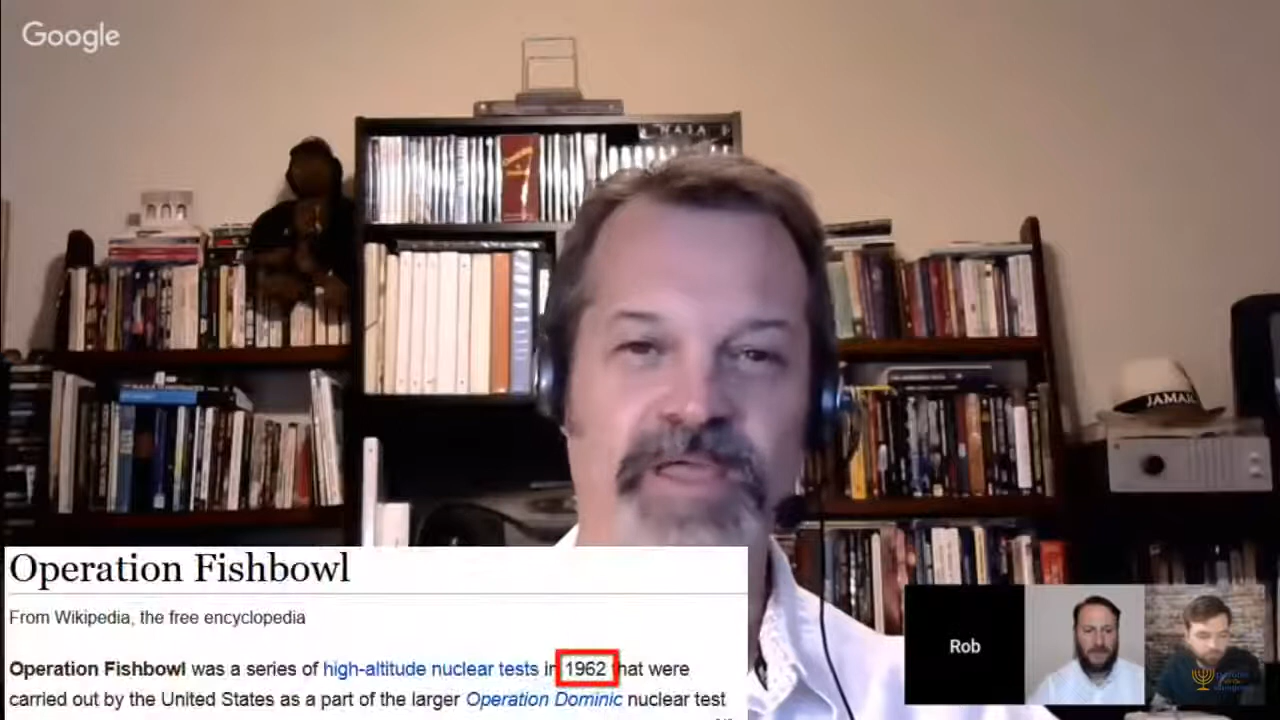 Google
NASA
JAMAI
Operation Fishbowl
From Wikipedia, the free encyclopedia
Operation Fishbowl was a series of high-altitude nuclear tests in 1962 that were
carried out by the United States as a part of the larger Operation Dominic nuclear test
Rob